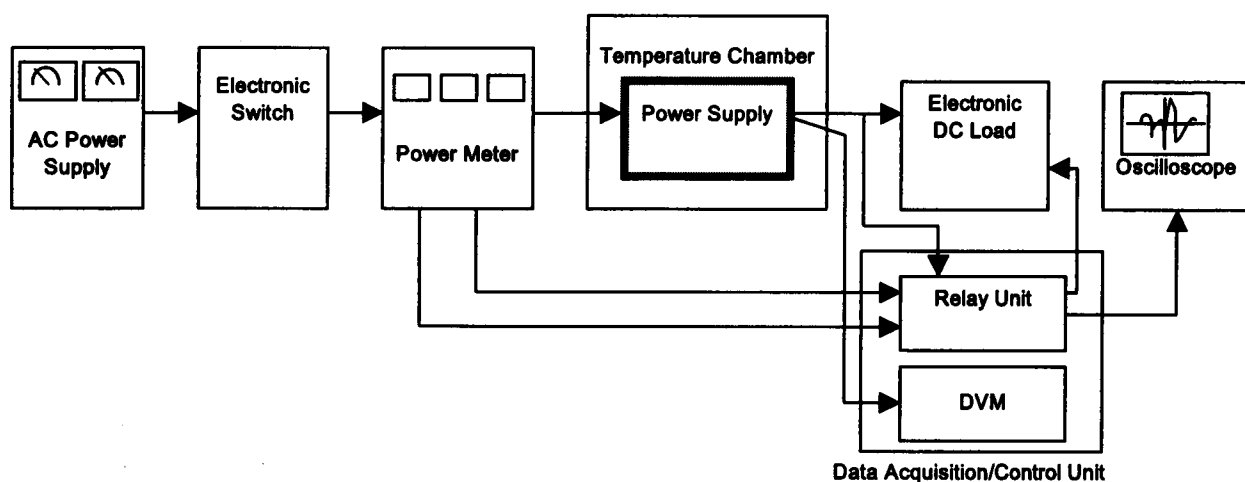 AC Power
Supply
Electronic
Switch
Power Meter
Temperature Chamber
Power Supply
Electronic
DC Load
Oscilloscope
Relay Unit
DVM
Data Acquisition/Control Unit